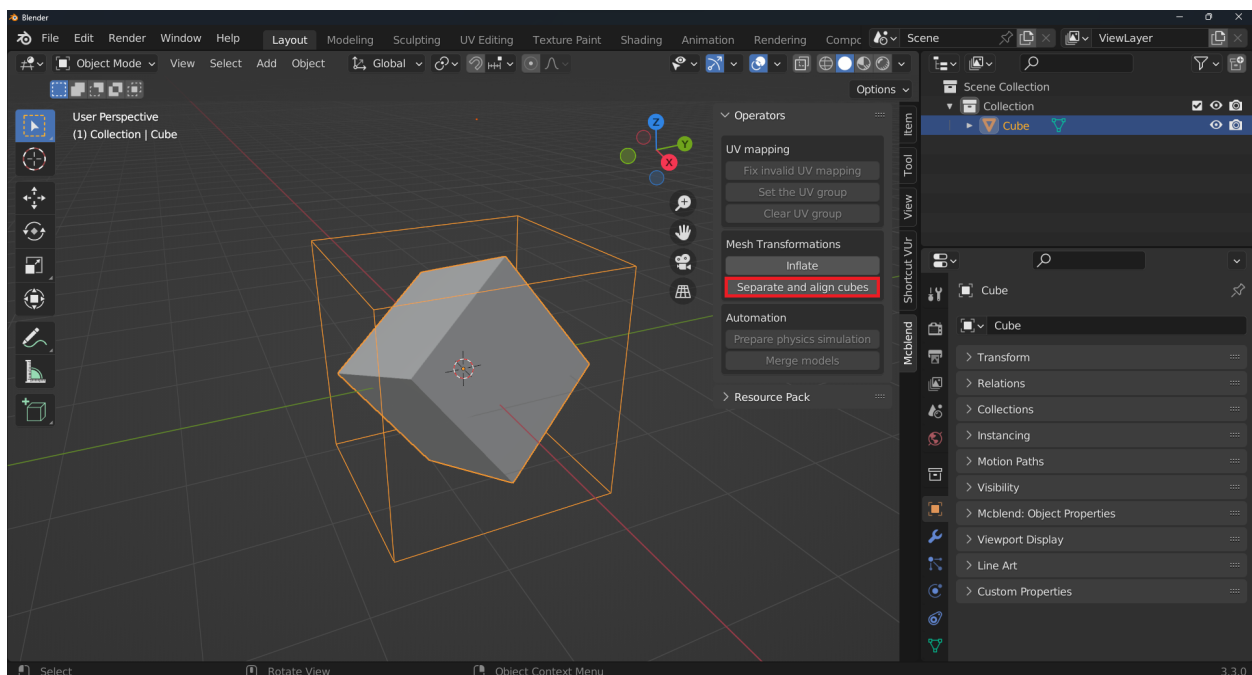 Blender
File Edit Render Window Help Layout Modeling Sculpting UV Editing Texture Paint Shading Animation Rendering Compc Scene ViewLayer
Object Mode View Select Add Object Global
Options
User Perspective
(1) Collection | Cube
Z
Y
X
Operators
UV mapping
Fix invalid UV mapping
Set the UV group
Clear UV group
Mesh Transformations
Inflate
Separate and align cubes
Automation
Prepare physics simulation
Merge models
Resource Pack
Item
Tool
View
Shortcut VUr
Mcblend
Scene Collection
Collection
Cube
Cube
Cube
Transform
Relations
Collections
Instancing
Motion Paths
Visibility
Mcblend: Object Properties
Viewport Display
Line Art
Custom Properties
Select Rotate View Object Context Menu 3.3.0